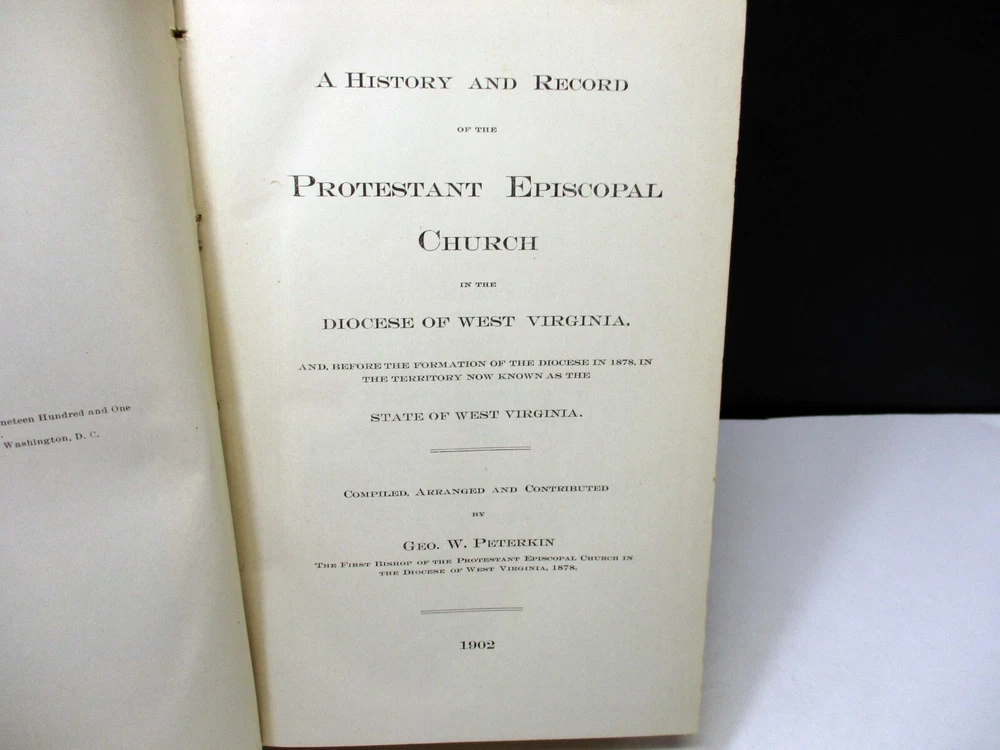 neteen Hundred and One
Washington, D. C.
A History and Record
of the
Protestant Episcopal
Church
in the
DIOCESE OF WEST VIRGINIA,
AND, BEFORE THE FORMATION OF THE DIOCESE IN 1878, IN
THE TERRITORY NOW KNOWN AS THE
STATE OF WEST VIRGINIA.
Compiled, Arranged and Contributed
by
Geo. W. Peterkin
The First Bishop of the Protestant Episcopal Church in
the Diocese of West Virginia, 1878.
1902